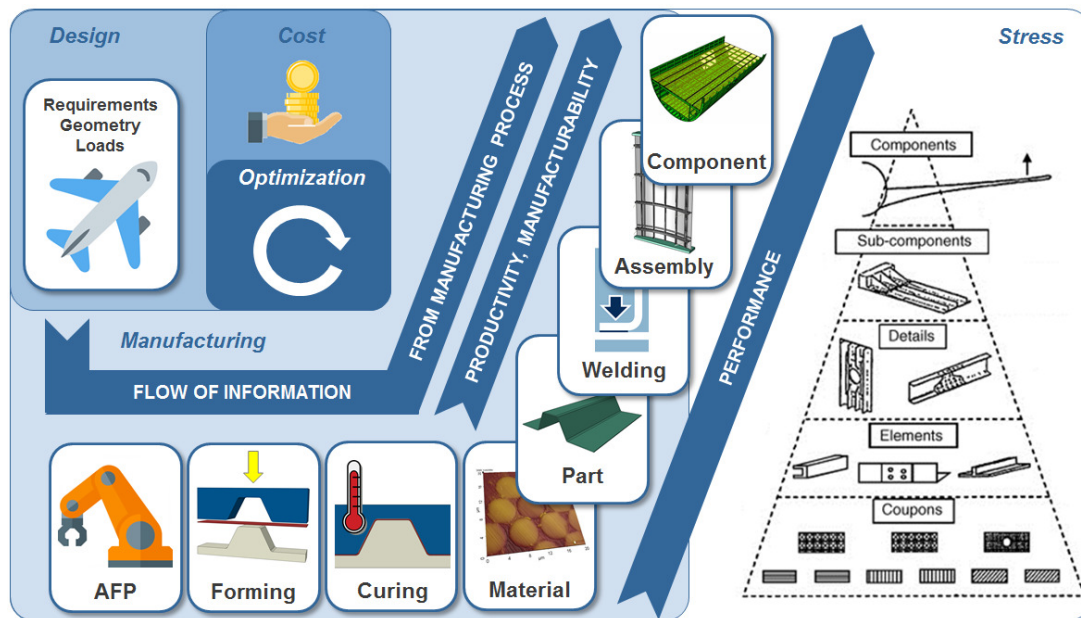 Design
Cost
Stress
Requirements
Geometry
Loads
Optimization
Manufacturing
FLOW OF INFORMATION
FROM MANUFACTURING PROCESS
PRODUCTIVITY, MANUFACTURABILITY
PERFORMANCE
Component
Assembly
Welding
Part
AFP
Forming
Curing
Material
Components
Sub-components
Details
Elements
Coupons